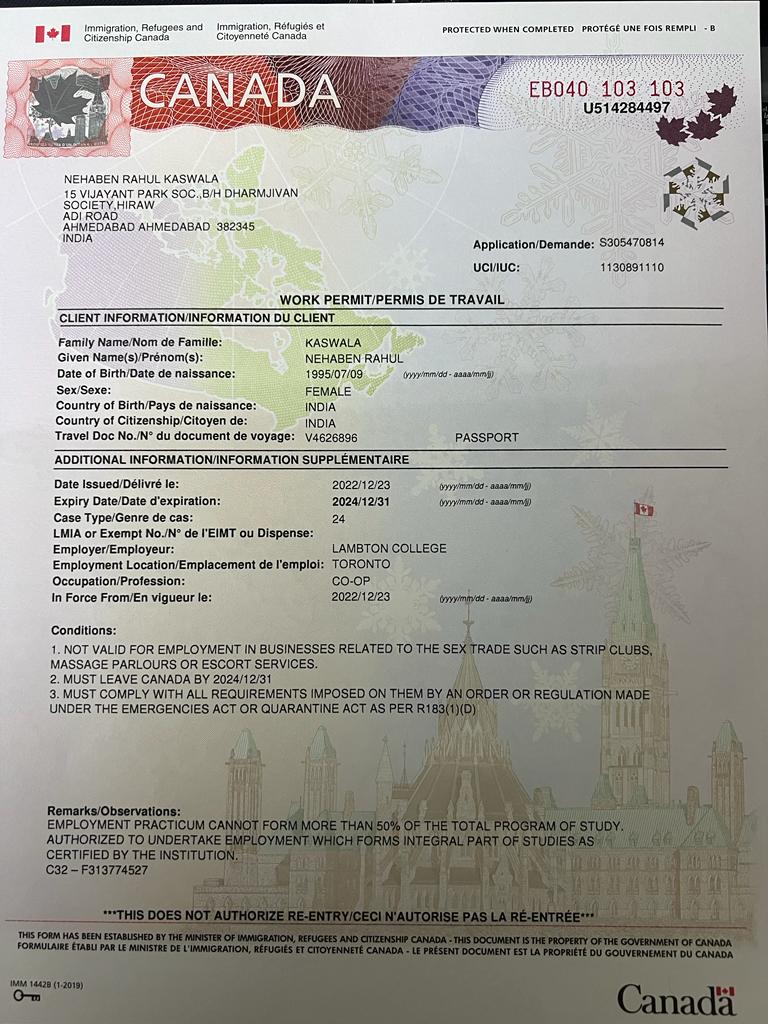 Immigration, Refugees and Citizenship Canada
Immigration, Réfugiés et Citoyenneté Canada
PROTECTED WHEN COMPLETED PROTÉGÉ UNE FOIS REMPLI - B
CANADA
EB040 103 103
U514284497
NEHABEN RAHUL KASWALA
15 VIJAYANT PARK SOC.,B/H DHARMJIVAN
SOCIETY,HIRAW
ADI ROAD
AHMEDABAD AHMEDABAD 382345
INDIA
Application/Demande: S305470814
UCI/IUC: 1130891110
WORK PERMIT/PERMIS DE TRAVAIL
CLIENT INFORMATION/INFORMATION DU CLIENT
Family Name/Nom de Famille: KASWALA
Given Name(s)/Prénom(s): NEHABEN RAHUL
Date of Birth/Date de naissance: 1995/07/09 (yyyy/mm/dd - aaaa/mm/jj)
Sex/Sexe: FEMALE
Country of Birth/Pays de naissance: INDIA
Country of Citizenship/Citoyen de: INDIA
Travel Doc No./N° du document de voyage: V4626896 PASSPORT
ADDITIONAL INFORMATION/INFORMATION SUPPLÉMENTAIRE
Date Issued/Délivré le: 2022/12/23 (yyyy/mm/dd - aaaa/mm/jj)
Expiry Date/Date d'expiration: 2024/12/31 (yyyy/mm/dd - aaaa/mm/jj)
Case Type/Genre de cas: 24
LMIA or Exempt No./N° de l'EIMT ou Dispense:
Employer/Employeur: LAMBTON COLLEGE
Employment Location/Emplacement de l'emploi: TORONTO
Occupation/Profession: CO-OP
In Force From/En vigueur le: 2022/12/23 (yyyy/mm/dd - aaaa/mm/jj)
Conditions:
1. NOT VALID FOR EMPLOYMENT IN BUSINESSES RELATED TO THE SEX TRADE SUCH AS STRIP CLUBS,
MASSAGE PARLOURS OR ESCORT SERVICES.
2. MUST LEAVE CANADA BY 2024/12/31
3. MUST COMPLY WITH ALL REQUIREMENTS IMPOSED ON THEM BY AN ORDER OR REGULATION MADE
UNDER THE EMERGENCIES ACT OR QUARANTINE ACT AS PER R183(1)(D)
Remarks/Observations:
EMPLOYMENT PRACTICUM CANNOT FORM MORE THAN 50% OF THE TOTAL PROGRAM OF STUDY.
AUTHORIZED TO UNDERTAKE EMPLOYMENT WHICH FORMS INTEGRAL PART OF STUDIES AS
CERTIFIED BY THE INSTITUTION.
C32 – F313774527
***THIS DOES NOT AUTHORIZE RE-ENTRY/CECI N'AUTORISE PAS LA RÉ-ENTRÉE***
THIS FORM HAS BEEN ESTABLISHED BY THE MINISTER OF IMMIGRATION, REFUGEES AND CITIZENSHIP CANADA - THIS DOCUMENT IS THE PROPERTY OF THE GOVERNMENT OF CANADA
FORMULAIRE ÉTABLI PAR LE MINISTRE DE L'IMMIGRATION, RÉFUGIÉS ET CITOYENNETÉ CANADA - LE PRÉSENT DOCUMENT EST LA PROPRIÉTÉ DU GOUVERNEMENT DU CANADA
IMM 1442B (1-2019)
Canada